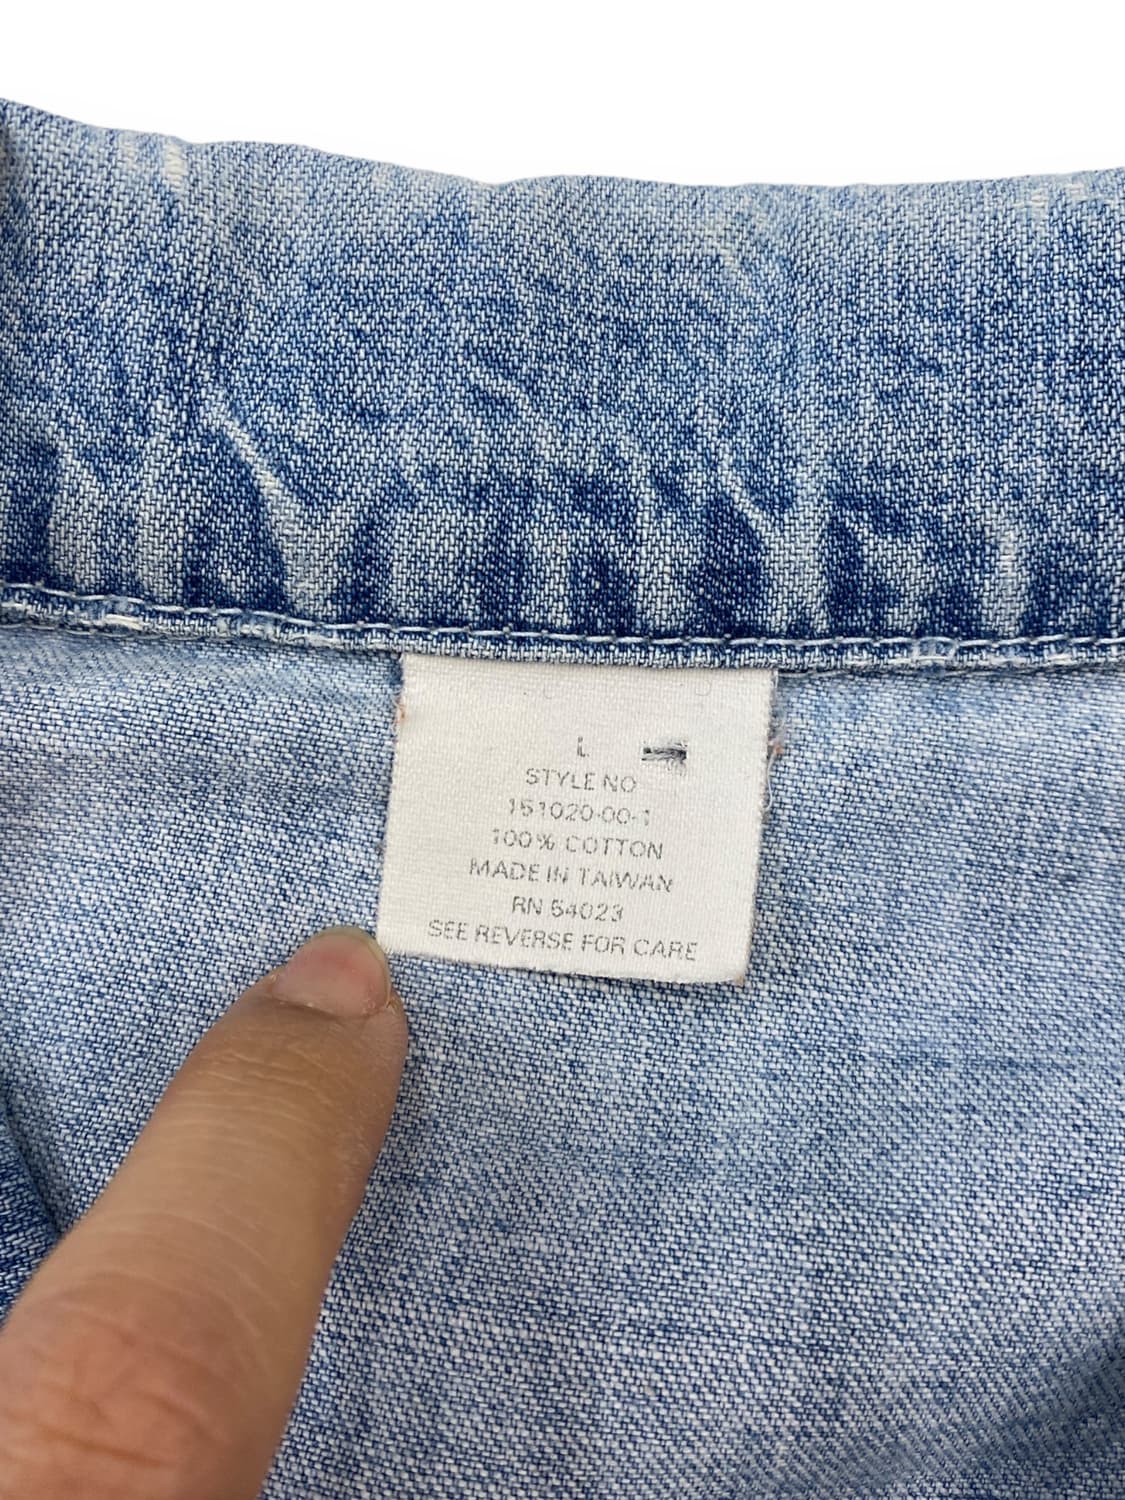 L
STYLE NO
151020-00-1
100% COTTON
MADE IN TAIWAN
RN 54023
SEE REVERSE FOR CARE